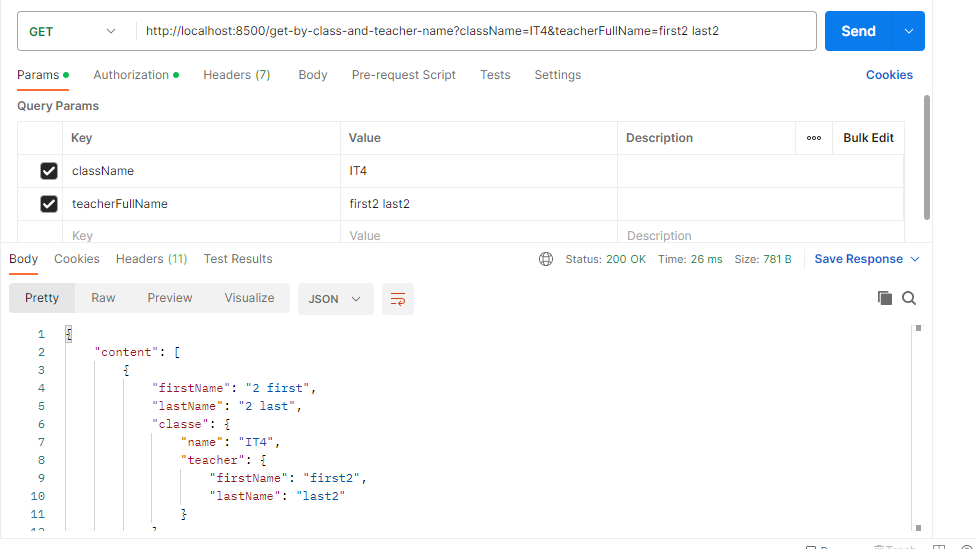 GET http://localhost:8500/get-by-class-and-teacher-name?className=IT4&teacherFullName=first2 last2 Send
Params Authorization Headers (7) Body Pre-request Script Tests Settings Cookies
Query Params
Key Value Description ooo Bulk Edit
className IT4
teacherFullName first2 last2
Key Value Description
Body Cookies Headers (11) Test Results Status: 200 OK Time: 26 ms Size: 781 B Save Response
Pretty Raw Preview Visualize JSON
1 {
2 "content": [
3 {
4 "firstName": "2 first",
5 "lastName": "2 last",
6 "classe": {
7 "name": "IT4",
8 "teacher": {
9 "firstName": "first2",
10 "lastName": "last2"
11 }